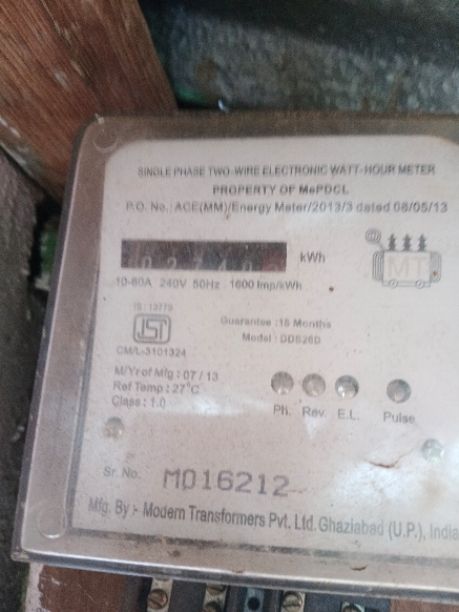 SINGLE PHASE TWO-WIRE ELECTRONIC WATT-HOUR METER
PROPERTY OF MePDCL
P.O. No.: ACE(MM)/Energy Meter/2013/3 dated 08/05/13
kWh
MT
10-60A 240V 50Hz 1600 Imp/kWh
IS : 13779
Guarantee : 18 Months
Model : DDS26D
CM/L-3101324
M/Yr of Mfg : 07 / 13
Ref Temp : 27°C
Class : 1.0
Ph. Rev. E.L. Pulse
Sr. No. M016212
Mfg. By :- Modern Transformers Pvt. Ltd. Ghaziabad (U.P.), India